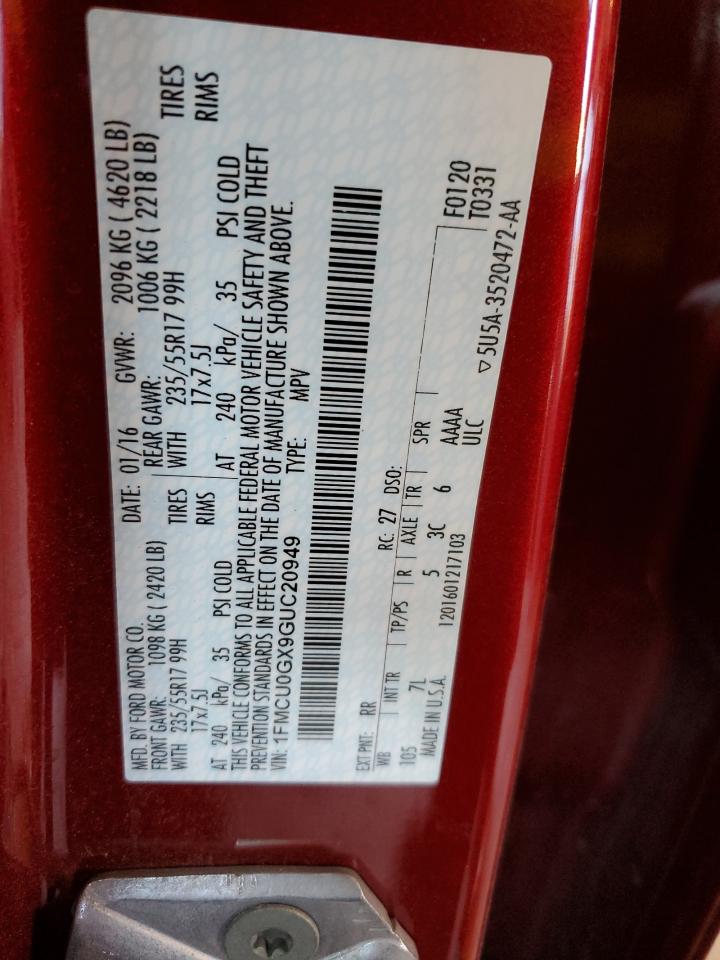 MFD. BY FORD MOTOR CO. DATE: 01/16 GVWR: 2096 KG ( 4620 LB)
FRONT GAWR: 1098 KG ( 2420 LB) REAR GAWR: 1006 KG ( 2218 LB)
WITH 235/55R17 99H TIRES WITH 235/55R17 99H TIRES
17x7.5J RIMS 17x7.5J RIMS
AT 240 kPa/ 35 PSI COLD AT 240 kPa/ 35 PSI COLD
THIS VEHICLE CONFORMS TO ALL APPLICABLE FEDERAL MOTOR VEHICLE SAFETY AND THEFT
PREVENTION STANDARDS IN EFFECT ON THE DATE OF MANUFACTURE SHOWN ABOVE.
VIN: 1FMCU0GX9GUC20949 TYPE: MPV
EXT PNT: RR RC: 27 DSO: F0120
WB INT TR TP/PS R AXLE TR SPR T0331
105 7L 5 3C 6 AAAA
MADE IN U.S.A. 1201601217103 ULC ▽5U5A-3520472-AA